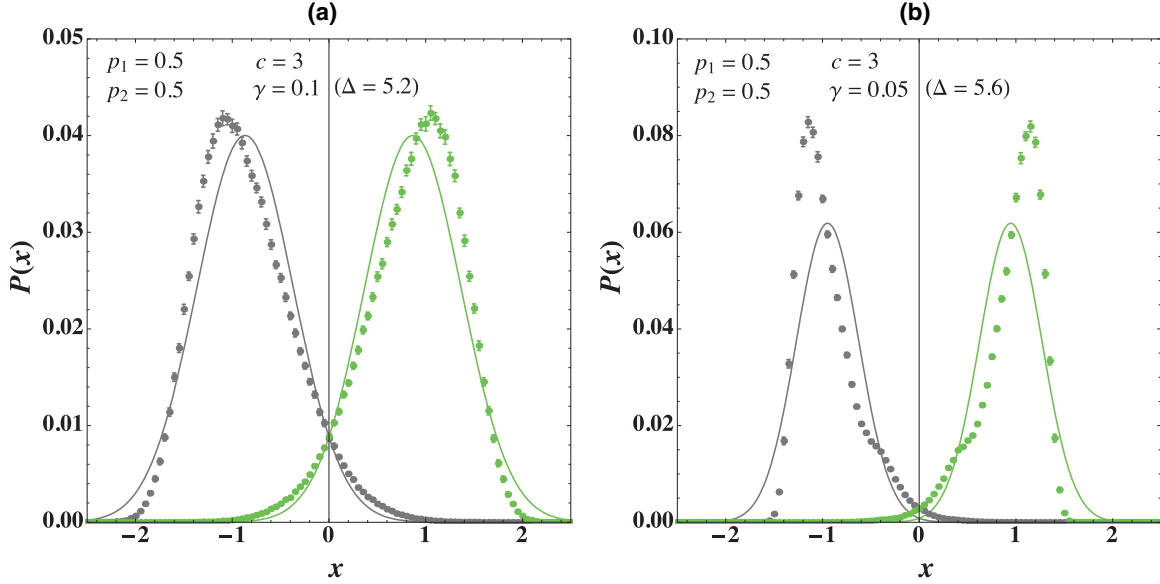 (a)
0.05
0.04
0.03
0.02
0.01
0.00
P(x)
p₁ = 0.5 c = 3
p₂ = 0.5 γ = 0.1 (Δ = 5.2)
−2 −1 0 1 2
x
(b)
0.10
0.08
0.06
0.04
0.02
0.00
P(x)
p₁ = 0.5 c = 3
p₂ = 0.5 γ = 0.05 (Δ = 5.6)
−2 −1 0 1 2
x